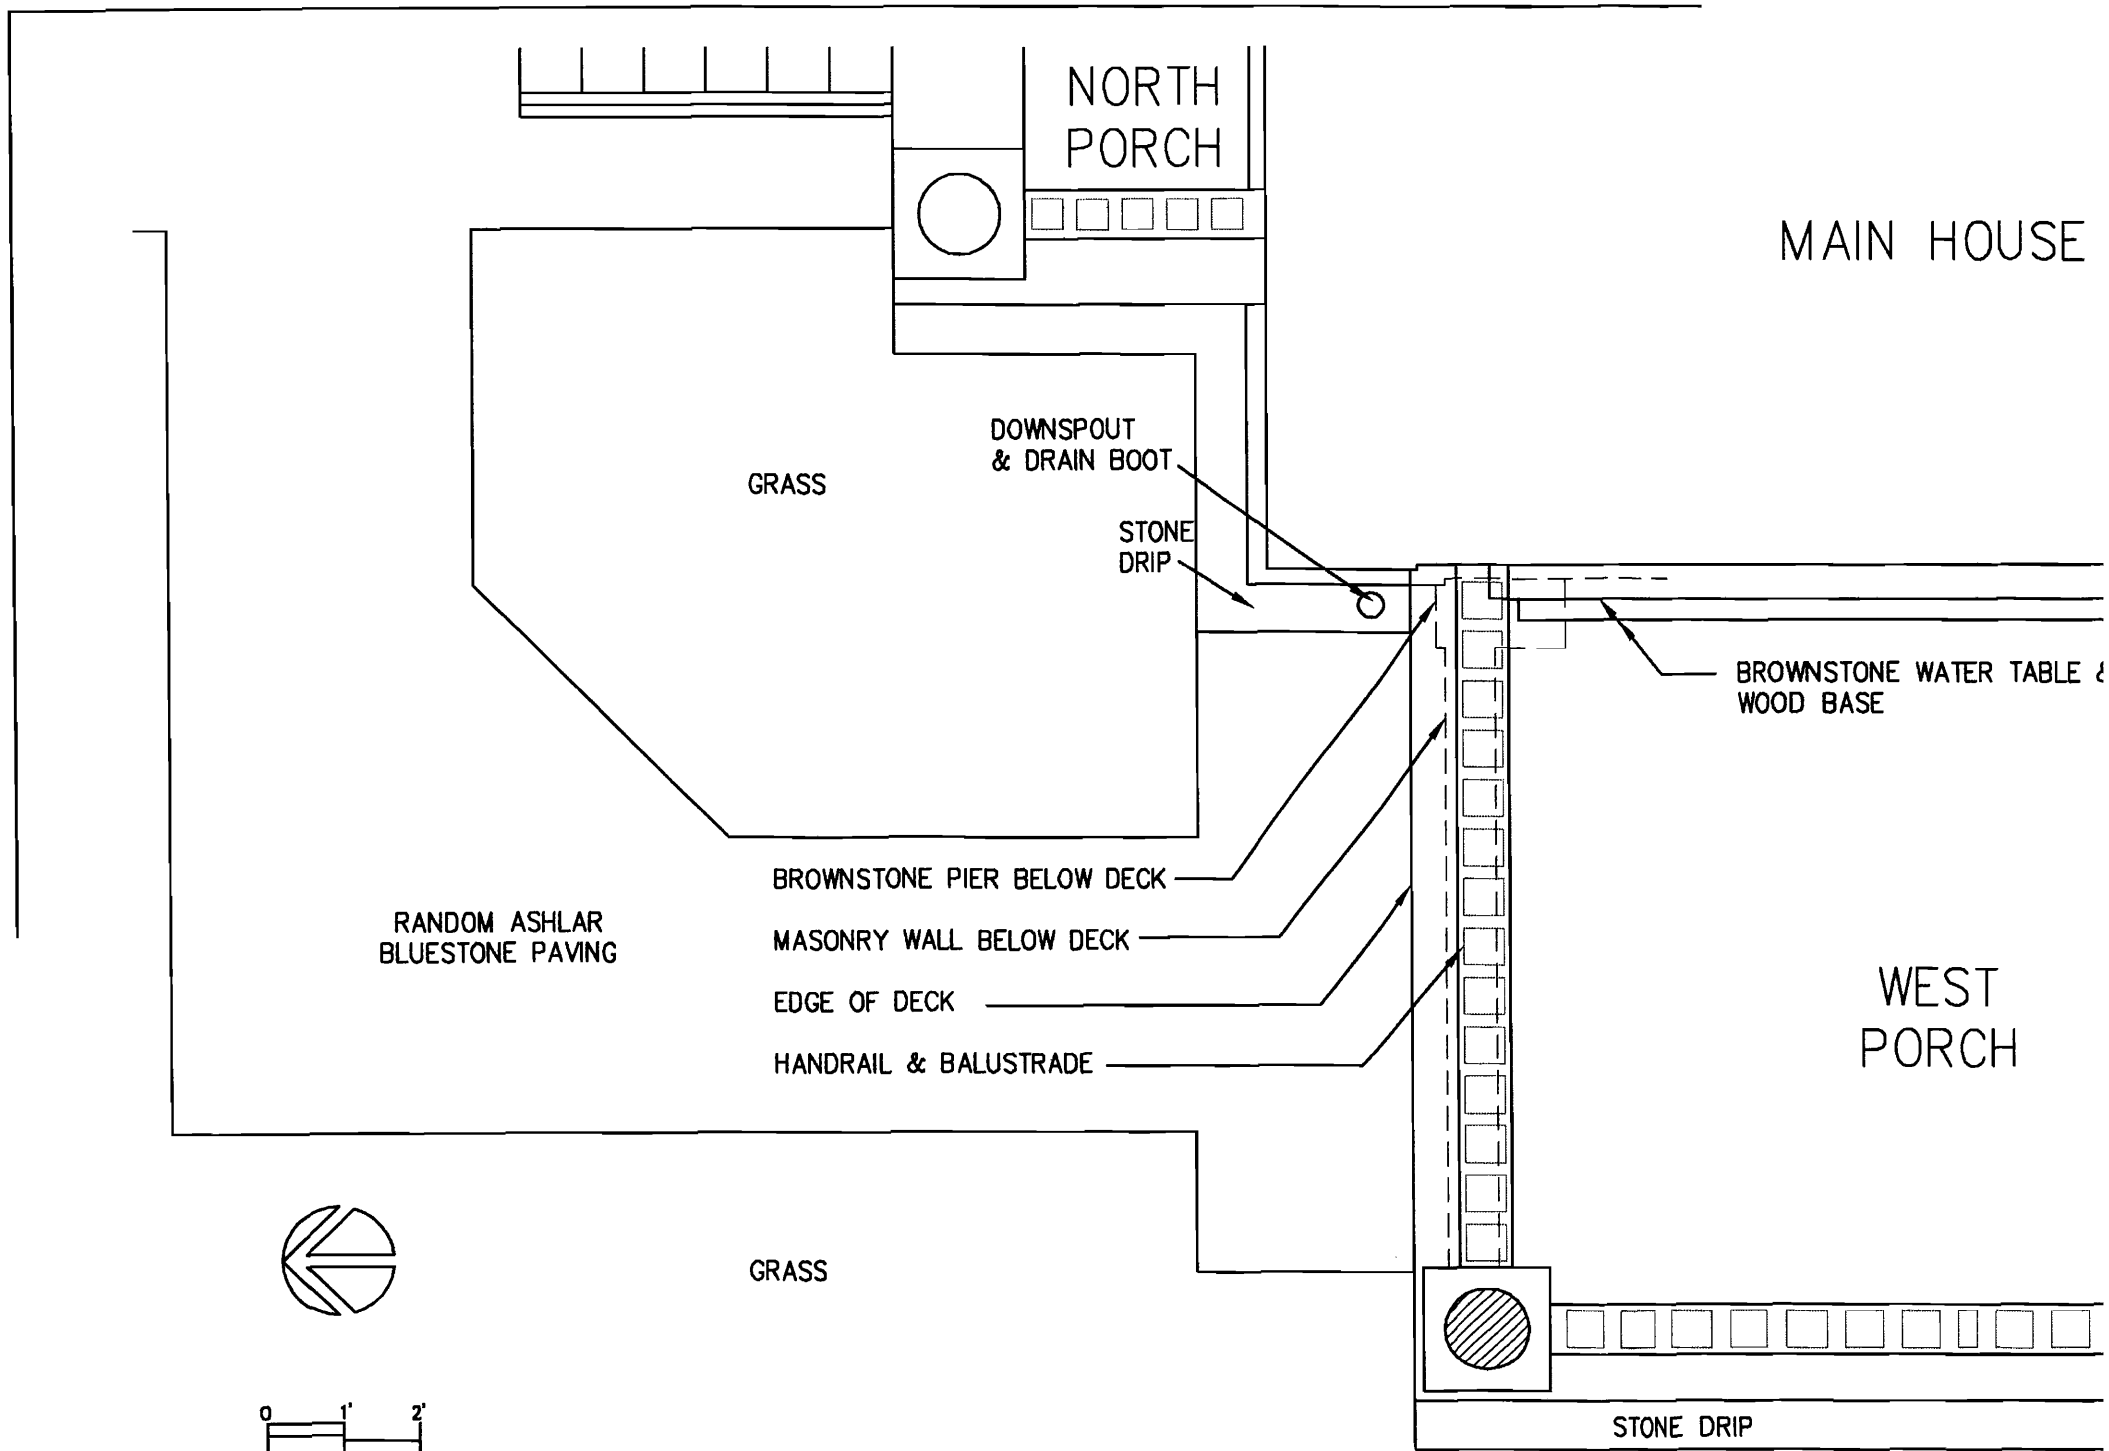 NORTH
PORCH
MAIN HOUSE
DOWNSPOUT
& DRAIN BOOT
GRASS
STONE
DRIP
BROWNSTONE WATER TABLE &
WOOD BASE
BROWNSTONE PIER BELOW DECK
RANDOM ASHLAR
BLUESTONE PAVING
MASONRY WALL BELOW DECK
EDGE OF DECK
HANDRAIL & BALUSTRADE
WEST
PORCH
GRASS
0 1' 2'
STONE DRIP